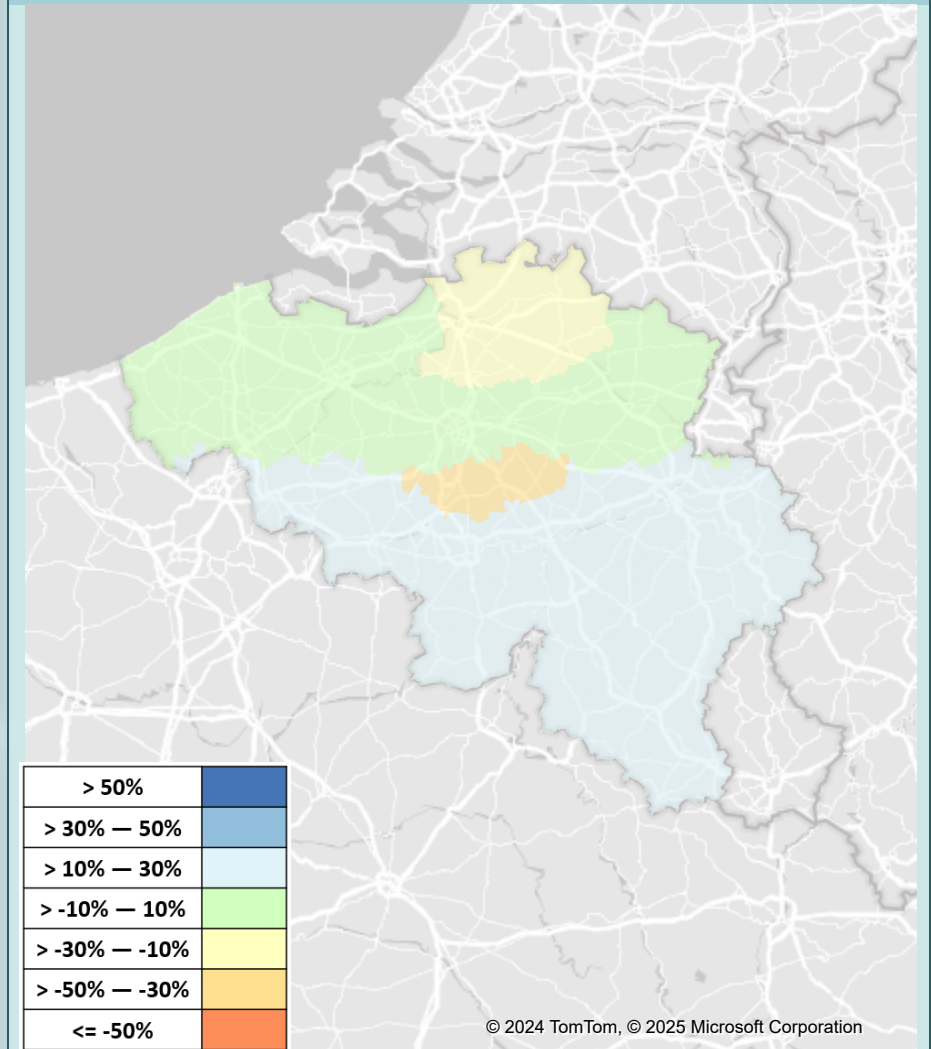 > 50%
> 30% — 50%
> 10% — 30%
> -10% — 10%
> -30% — -10%
> -50% — -30%
<= -50%
© 2024 TomTom, © 2025 Microsoft Corporation